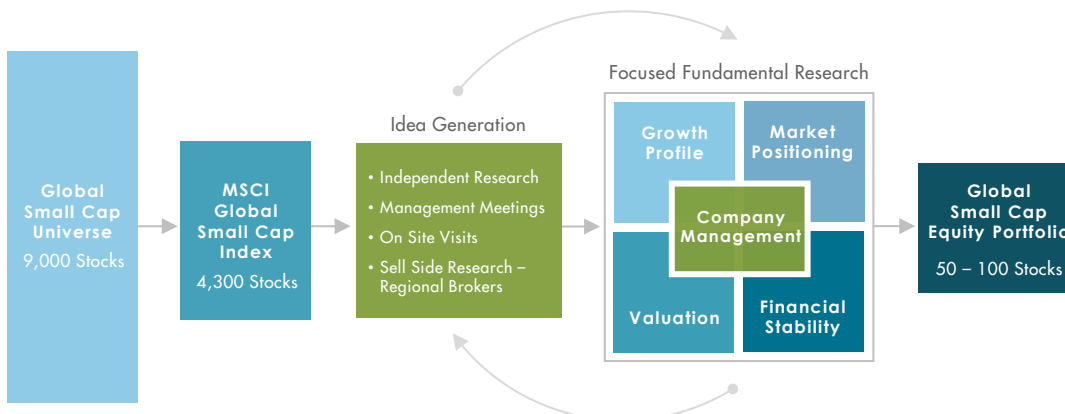 Global
Small Cap
Universe
9,000 Stocks
MSCI
Global
Small Cap
Index
4,300 Stocks
Idea Generation
• Independent Research
• Management Meetings
• On Site Visits
• Sell Side Research –
Regional Brokers
Focused Fundamental Research
Growth
Profile
Market
Positioning
Company
Management
Valuation
Financial
Stability
Global
Small Cap
Equity Portfolio
50 – 100 Stocks